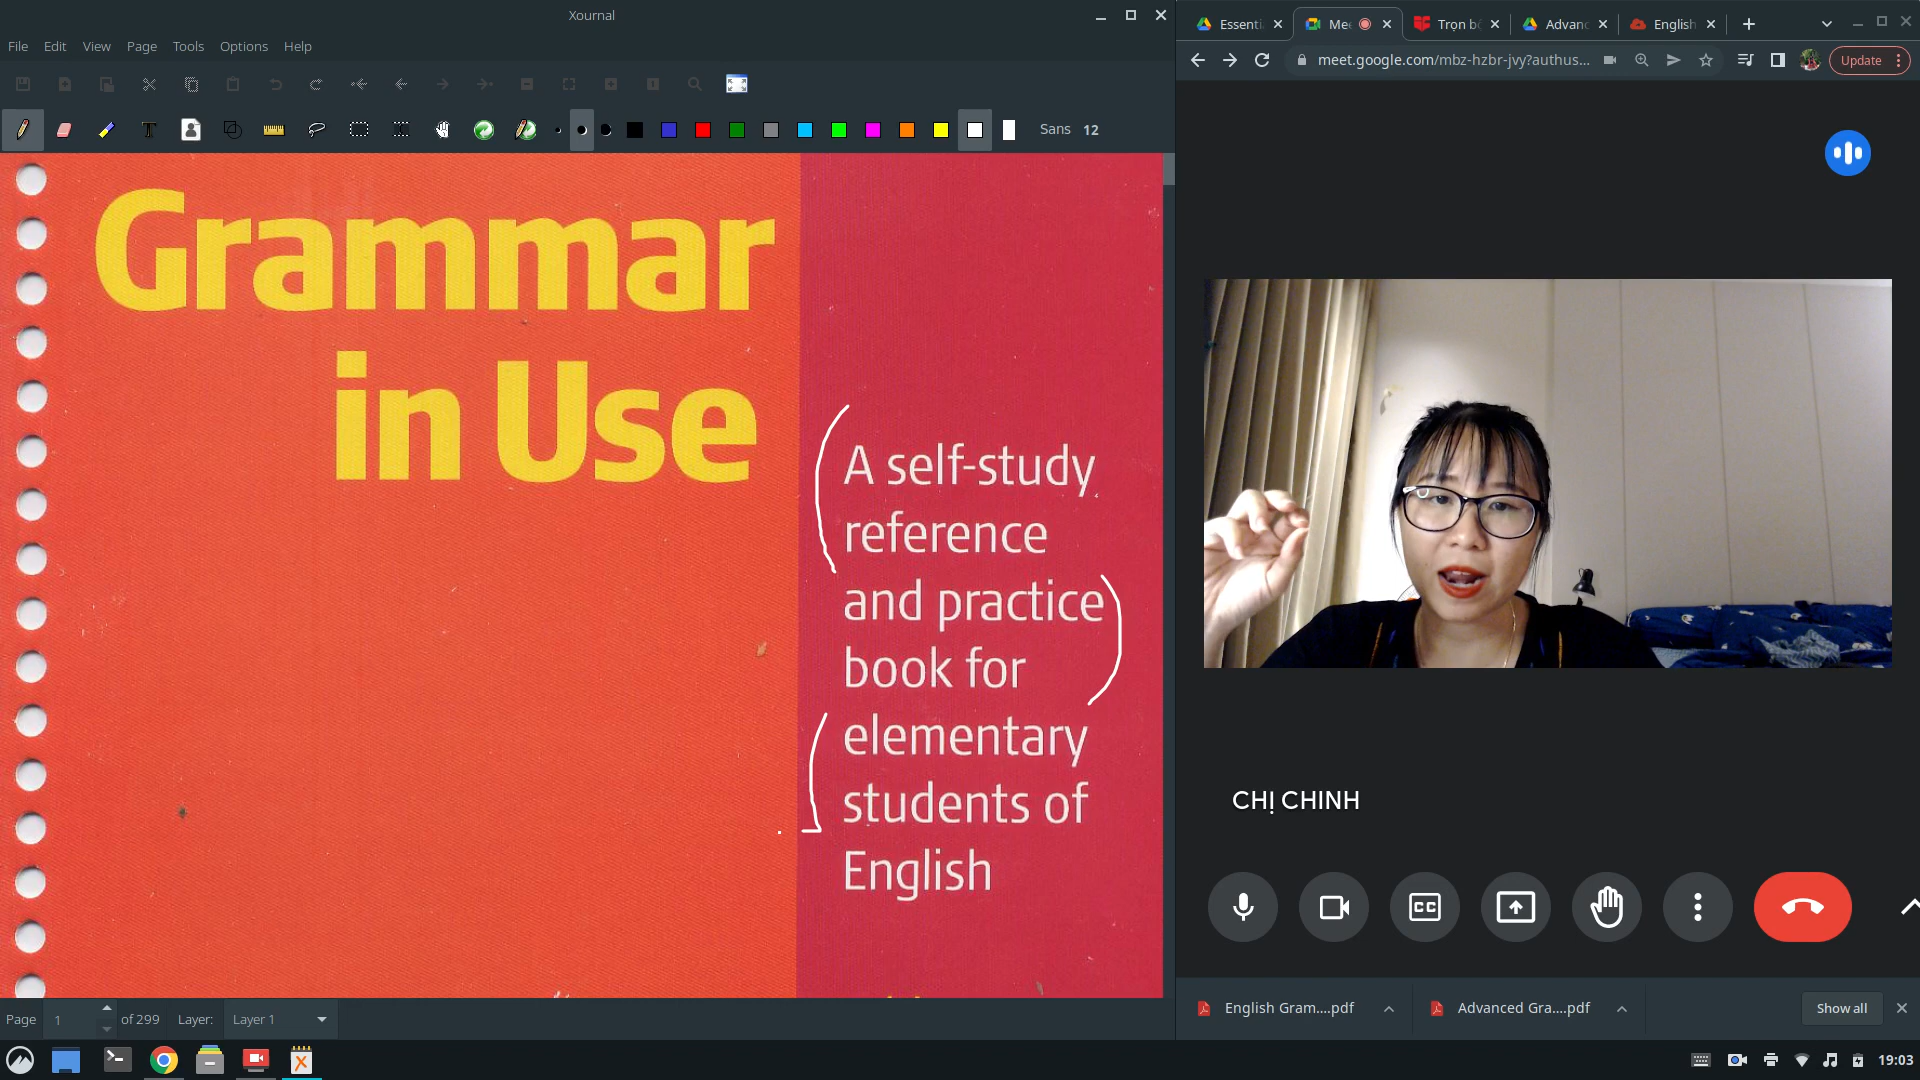 Xournal
File Edit View Page Tools Options Help
Sans 12
Grammar
in Use
A self-study
reference
and practice
book for
elementary
students of
English
Page 1 of 299 Layer: Layer 1
Essenti
Mee
Trọn b
Advanc
English
meet.google.com/mbz-hzbr-jvy?authus...
Update
CHỊ CHINH
CC
English Gram....pdf
Advanced Gra....pdf
Show all
19:03